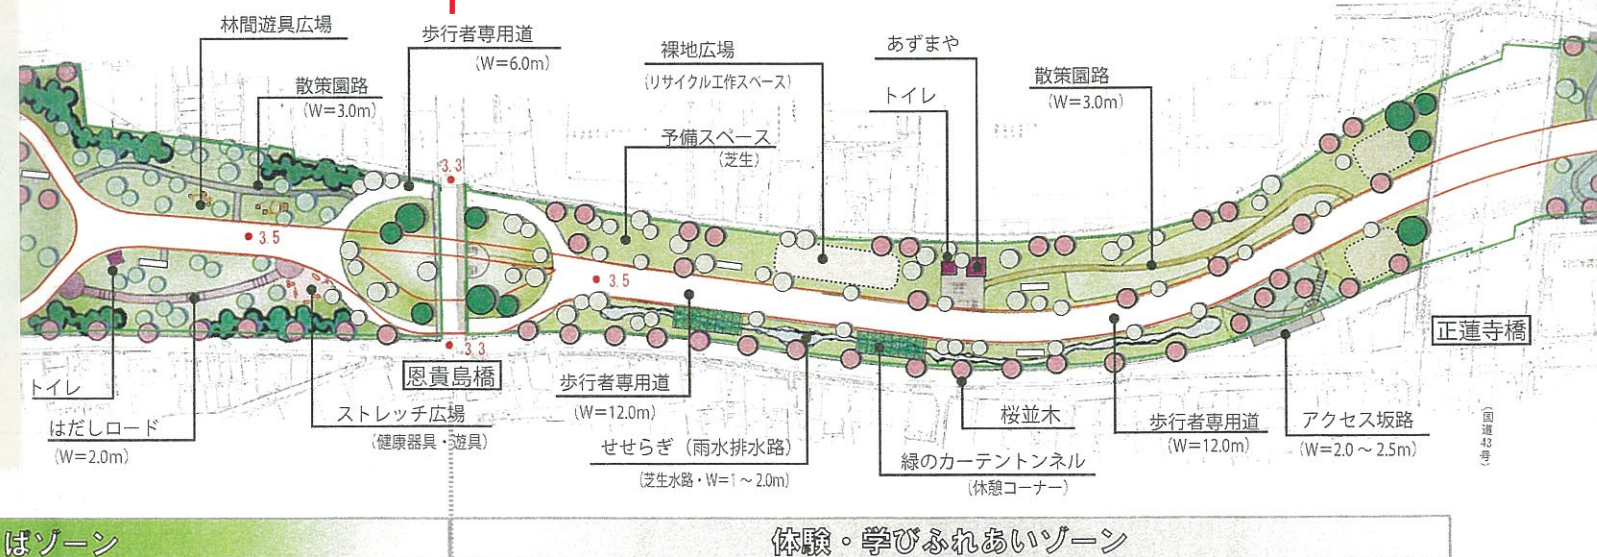 林間遊具広場
散策園路
(W=3.0m)
歩行者専用道
(W=6.0m)
裸地広場
(リサイクル工作スペース)
予備スペース
(芝生)
あずまや
トイレ
散策園路
(W=3.0m)
3.3
3.5
3.5
3.3
トイレ
はだしロード
(W=2.0m)
ストレッチ広場
(健康器具・遊具)
恩貴島橋
歩行者専用道
(W=12.0m)
せせらぎ（雨水排水路）
(芝生水路・W=1～2.0m)
緑のカーテントンネル
(休憩コーナー)
桜並木
歩行者専用道
(W=12.0m)
アクセス坂路
(W=2.0～2.5m)
正蓮寺橋
(国道43号)
ばゾーン
体験・学びふれあいゾーン